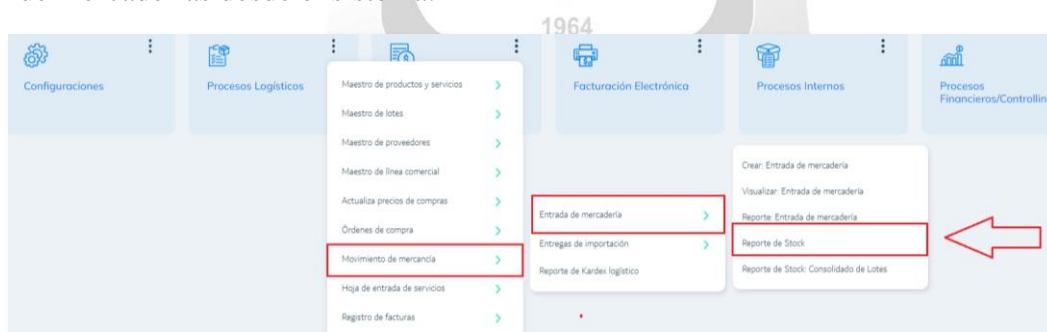 1964
Configuraciones
Procesos Logísticos
Facturación Electrónica
Procesos Internos
Procesos
Financieros/Controllin
Maestro de productos y servicios
Maestro de lotes
Maestro de proveedores
Maestro de línea comercial
Actualiza precios de compras
Órdenes de compra
Movimiento de mercancía
Hoja de entrada de servicios
Registro de facturas
Entrada de mercadería
Entregas de importación
Reporte de Kardex logístico
Crear: Entrada de mercadería
Visualizar: Entrada de mercadería
Reporte: Entrada de mercadería
Reporte de Stock
Reporte de Stock: Consolidado de Lotes